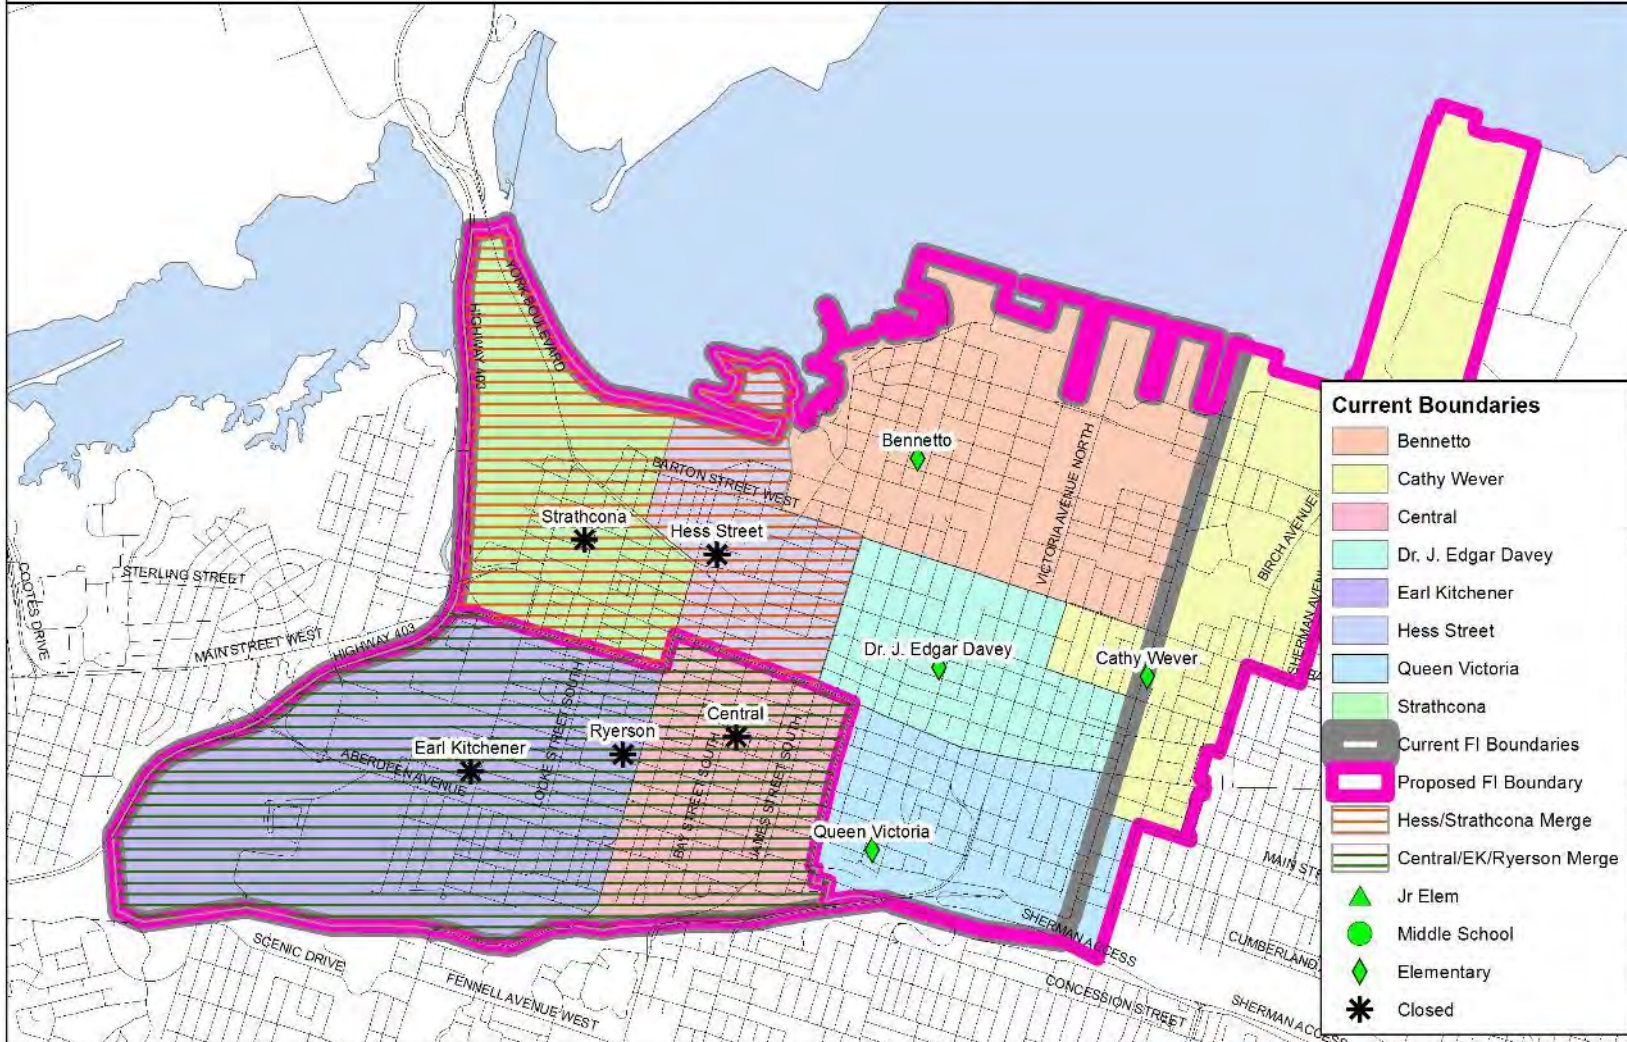 YORK BOULEVARD
HIGHWAY 403
Bennetto
BARTON STREET WEST
VICTORIA AVENUE NORTH
BIRCH AVENUE
Strathcona
Hess Street
STERLING STREET
COOTES DRIVE
MAIN STREET WEST
HIGHWAY 403
Dr. J. Edgar Davey
Cathy Wever
LOCKE STREET SOUTH
Central
Ryerson
BAY STREET SOUTH
JAMES STREET SOUTH
Earl Kitchener
ABERDEEN AVENUE
Queen Victoria
SHERMAN ACCESS
SCENIC DRIVE
FENNELL AVENUE WEST
CONCESSION STREET
CUMBERLAND
Current Boundaries
Bennetto
Cathy Wever
Central
Dr. J. Edgar Davey
Earl Kitchener
Hess Street
Queen Victoria
Strathcona
Current FI Boundaries
Proposed FI Boundary
Hess/Strathcona Merge
Central/EK/Ryerson Merge
Jr Elem
Middle School
Elementary
Closed